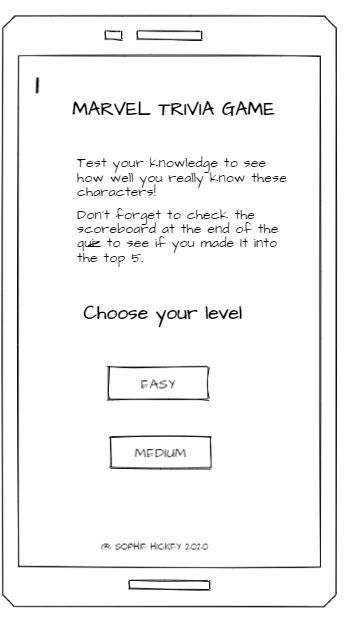 MARVEL TRIVIA GAME
Test your knowledge to see
how well you really know these
characters!
Don't forget to check the
scoreboard at the end of the
quiz to see if you made it into
the top 5.
Choose your level
EASY
MEDIUM
© SOPHIE HICKEY 2020